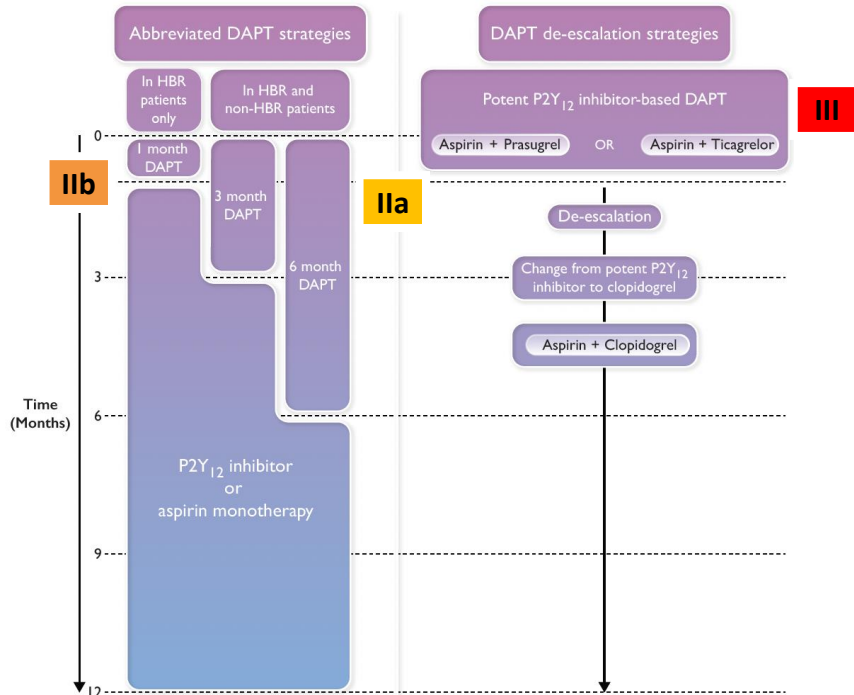 Abbreviated DAPT strategies
DAPT de-escalation strategies
In HBR
patients
only
In HBR and
non-HBR patients
Potent P2Y₁₂ inhibitor-based DAPT
Aspirin + Prasugrel OR Aspirin + Ticagrelor
III
0
1 month
DAPT
IIb
3 month
DAPT
IIa
6 month
DAPT
De-escalation
Change from potent P2Y₁₂
inhibitor to clopidogrel
Aspirin + Clopidogrel
3
Time
(Months)
6
P2Y₁₂ inhibitor
or
aspirin monotherapy
9
12